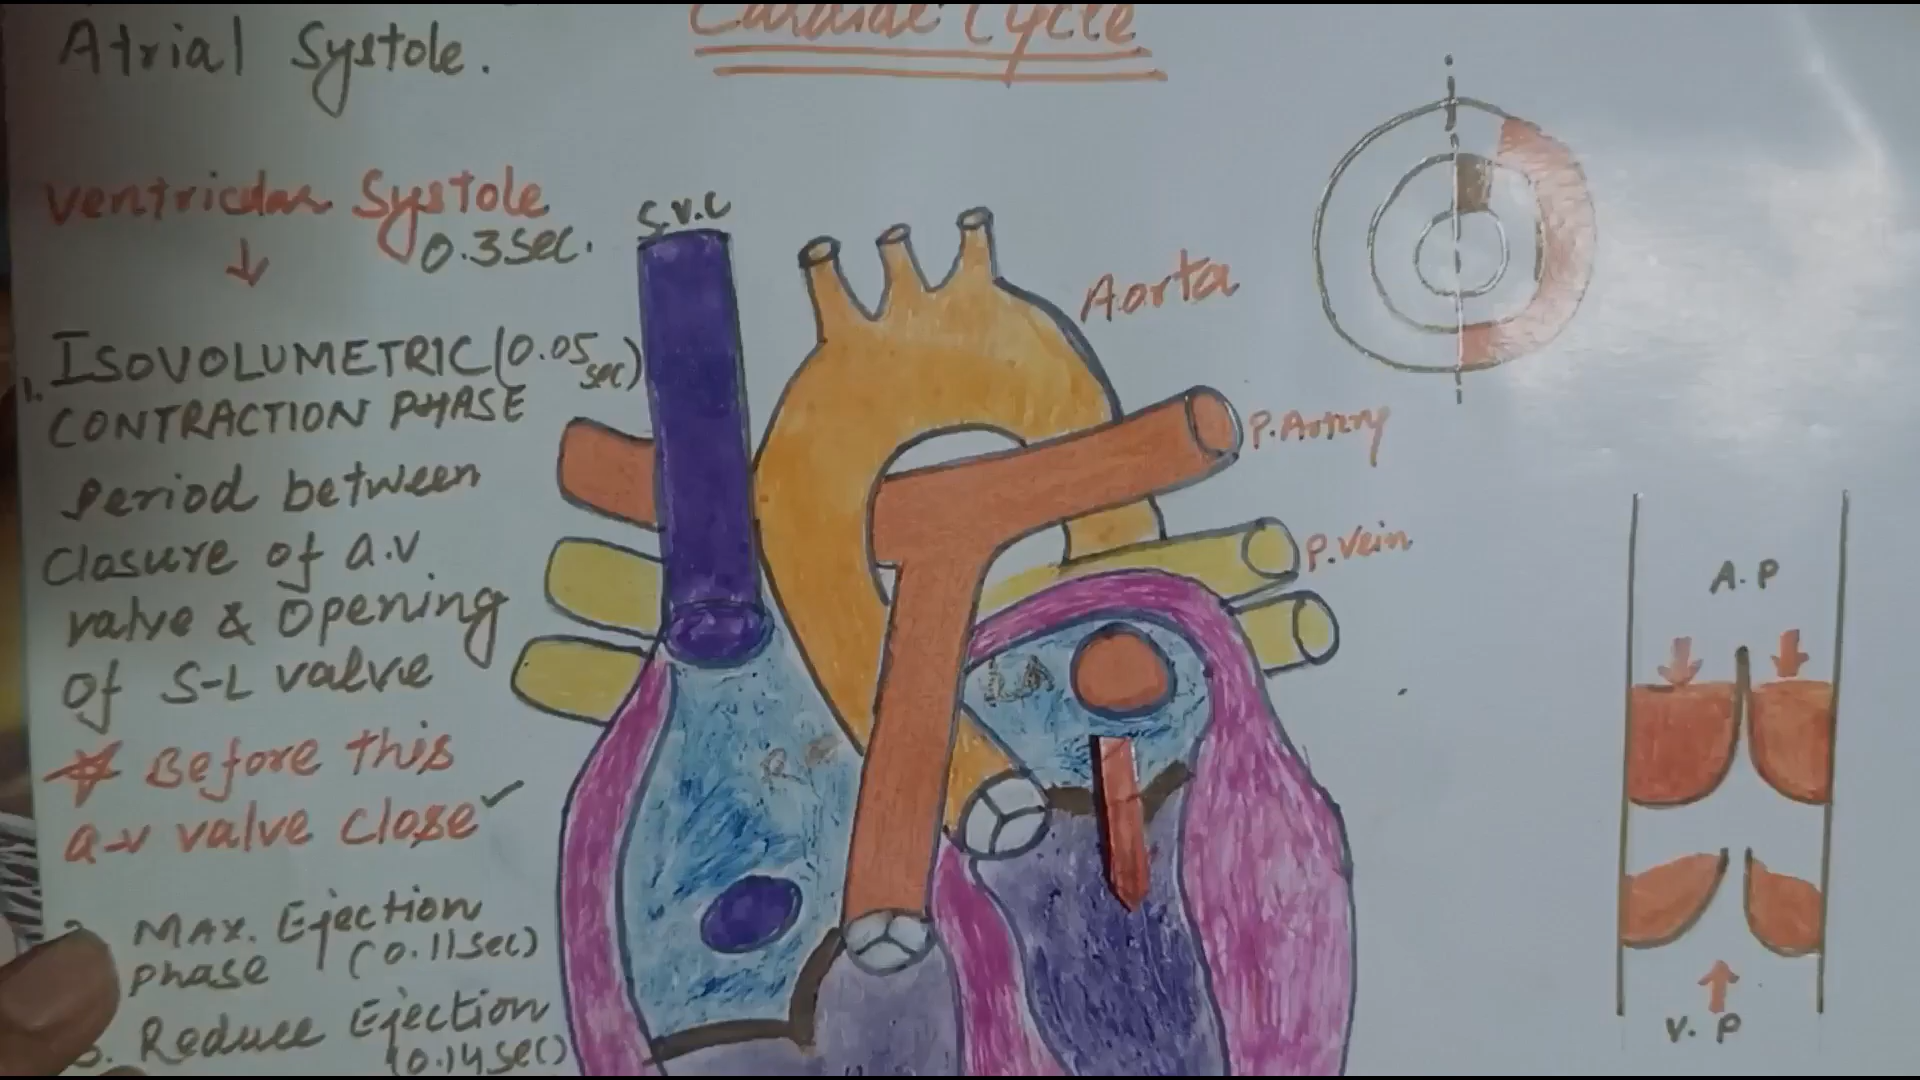 Cardiac Cycle
Atrial Systole.
Ventricular Systole
0.3 sec.
1. ISOVOLUMETRIC (0.05 sec)
CONTRACTION PHASE
Period between
closure of a.v
valve & opening
of S-L valve
Before this
a-v valve close
MAX. Ejection
phase (0.11 sec)
3. Reduce Ejection
(0.14 sec)
S.V.C
Aorta
P. Artery
P. Vein
LA
A.P
V.P